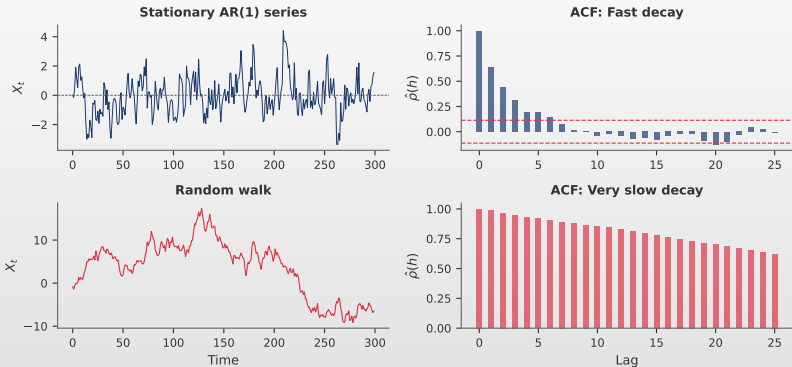 Stationary AR(1) series
ACF: Fast decay
4
2
0
−2
X_t
0 50 100 150 200 250 300
1.00
0.75
0.50
0.25
0.00
ρ̂(h)
0 5 10 15 20 25
Random walk
ACF: Very slow decay
10
0
−10
X_t
0 50 100 150 200 250 300
Time
1.00
0.75
0.50
0.25
0.00
ρ̂(h)
0 5 10 15 20 25
Lag